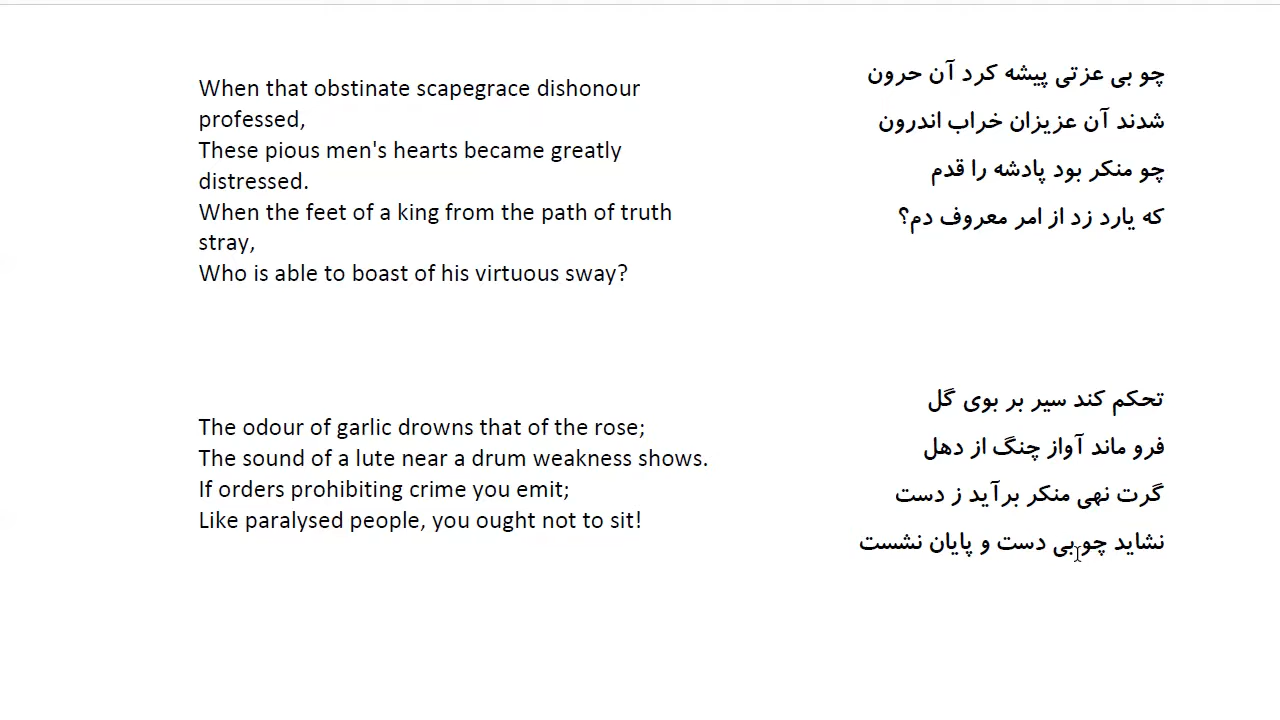 When that obstinate scapegrace dishonour
professed,
These pious men's hearts became greatly
distressed.
When the feet of a king from the path of truth
stray,
Who is able to boast of his virtuous sway?
چو بی عزتی پیشه کرد آن حرون
شدند آن عزیزان خراب اندرون
چو منکر بود پادشه را قدم
که یارد زد از امر معروف دم؟
The odour of garlic drowns that of the rose;
The sound of a lute near a drum weakness shows.
If orders prohibiting crime you emit;
Like paralysed people, you ought not to sit!
تحکم کند سیر بر بوی گل
فرو ماند آواز چنگ از دهل
گرت نهی منکر برآید ز دست
نشاید چو بی دست و پایان نشست